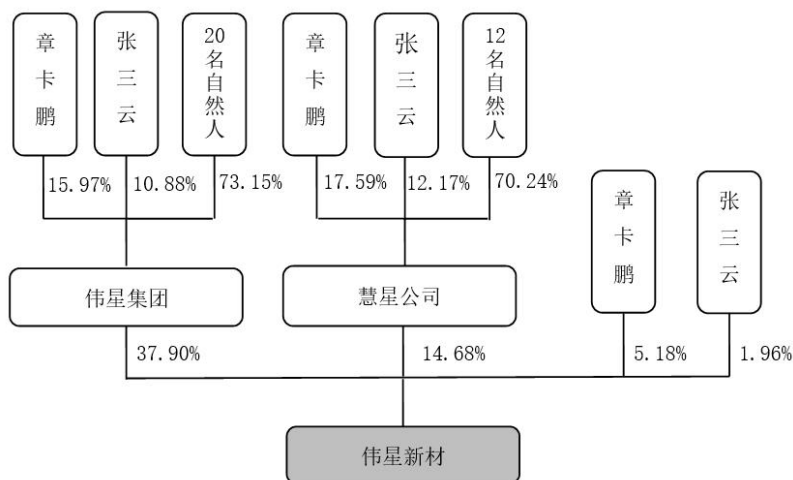 章卡鹏
张三云
20名自然人
章卡鹏
张三云
12名自然人
15.97%
10.88%
73.15%
17.59%
12.17%
70.24%
章卡鹏
张三云
伟星集团
慧星公司
37.90%
14.68%
5.18%
1.96%
伟星新材